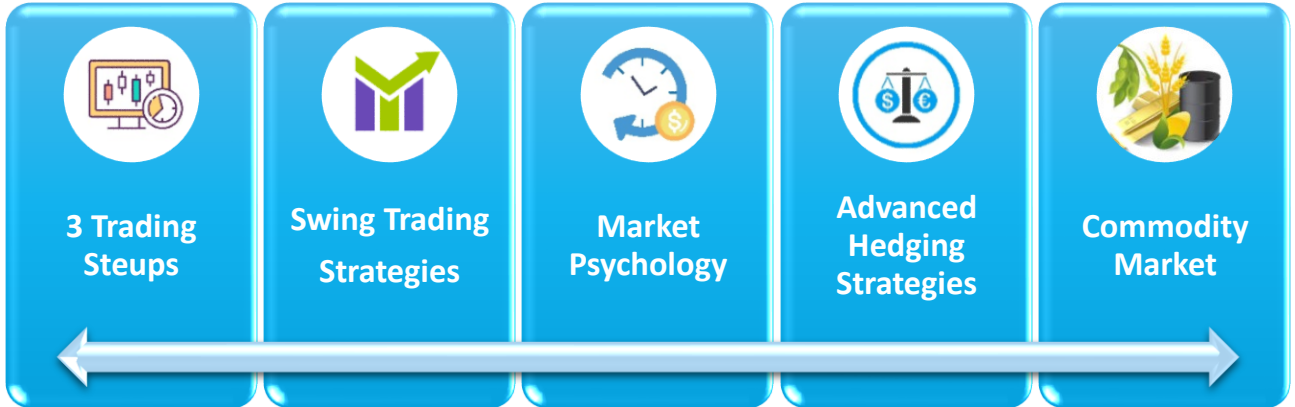 3 Trading
Steups
Swing Trading
Strategies
Market
Psychology
Advanced
Hedging
Strategies
Commodity
Market